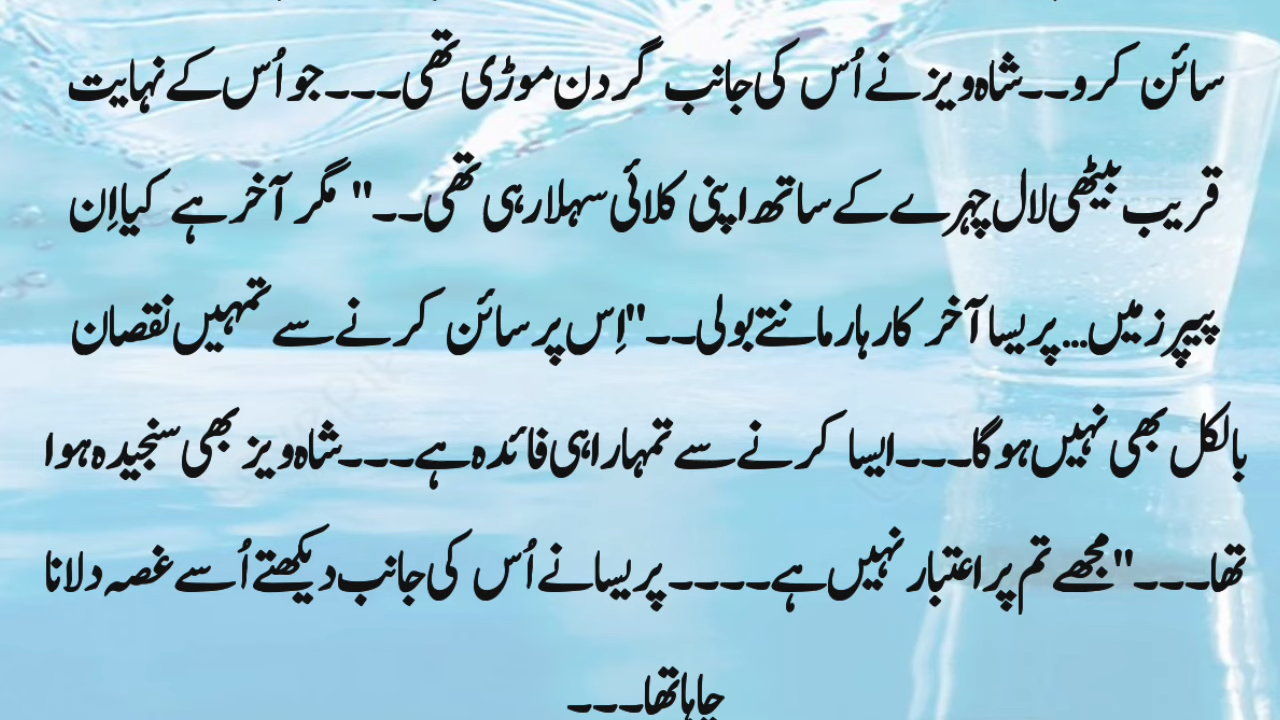 سائن کرو۔۔شاہ ویز نے اُس کی جانب گردن موڑی تھی۔۔۔جو اُس کے نہایت
قریب بیٹھی لال چہرے کے ساتھ اپنی کلائی سہلا رہی تھی۔۔" مگر آخر ہے کیا اِن
پیپرز میں...پریسا آخر کار ہار مانتے بولی۔۔"اِس پر سائن کرنے سے تمہیں نقصان
بالکل بھی نہیں ہوگا۔۔۔ایسا کرنے سے تمہارا ہی فائدہ ہے۔۔۔شاہ ویز بھی سنجیدہ ہوا
تھا۔۔۔"مجھے تم پر اعتبار نہیں ہے۔۔۔۔پریسا نے اُس کی جانب دیکھتے اُسے غصہ دلانا
چاہا تھا۔۔۔